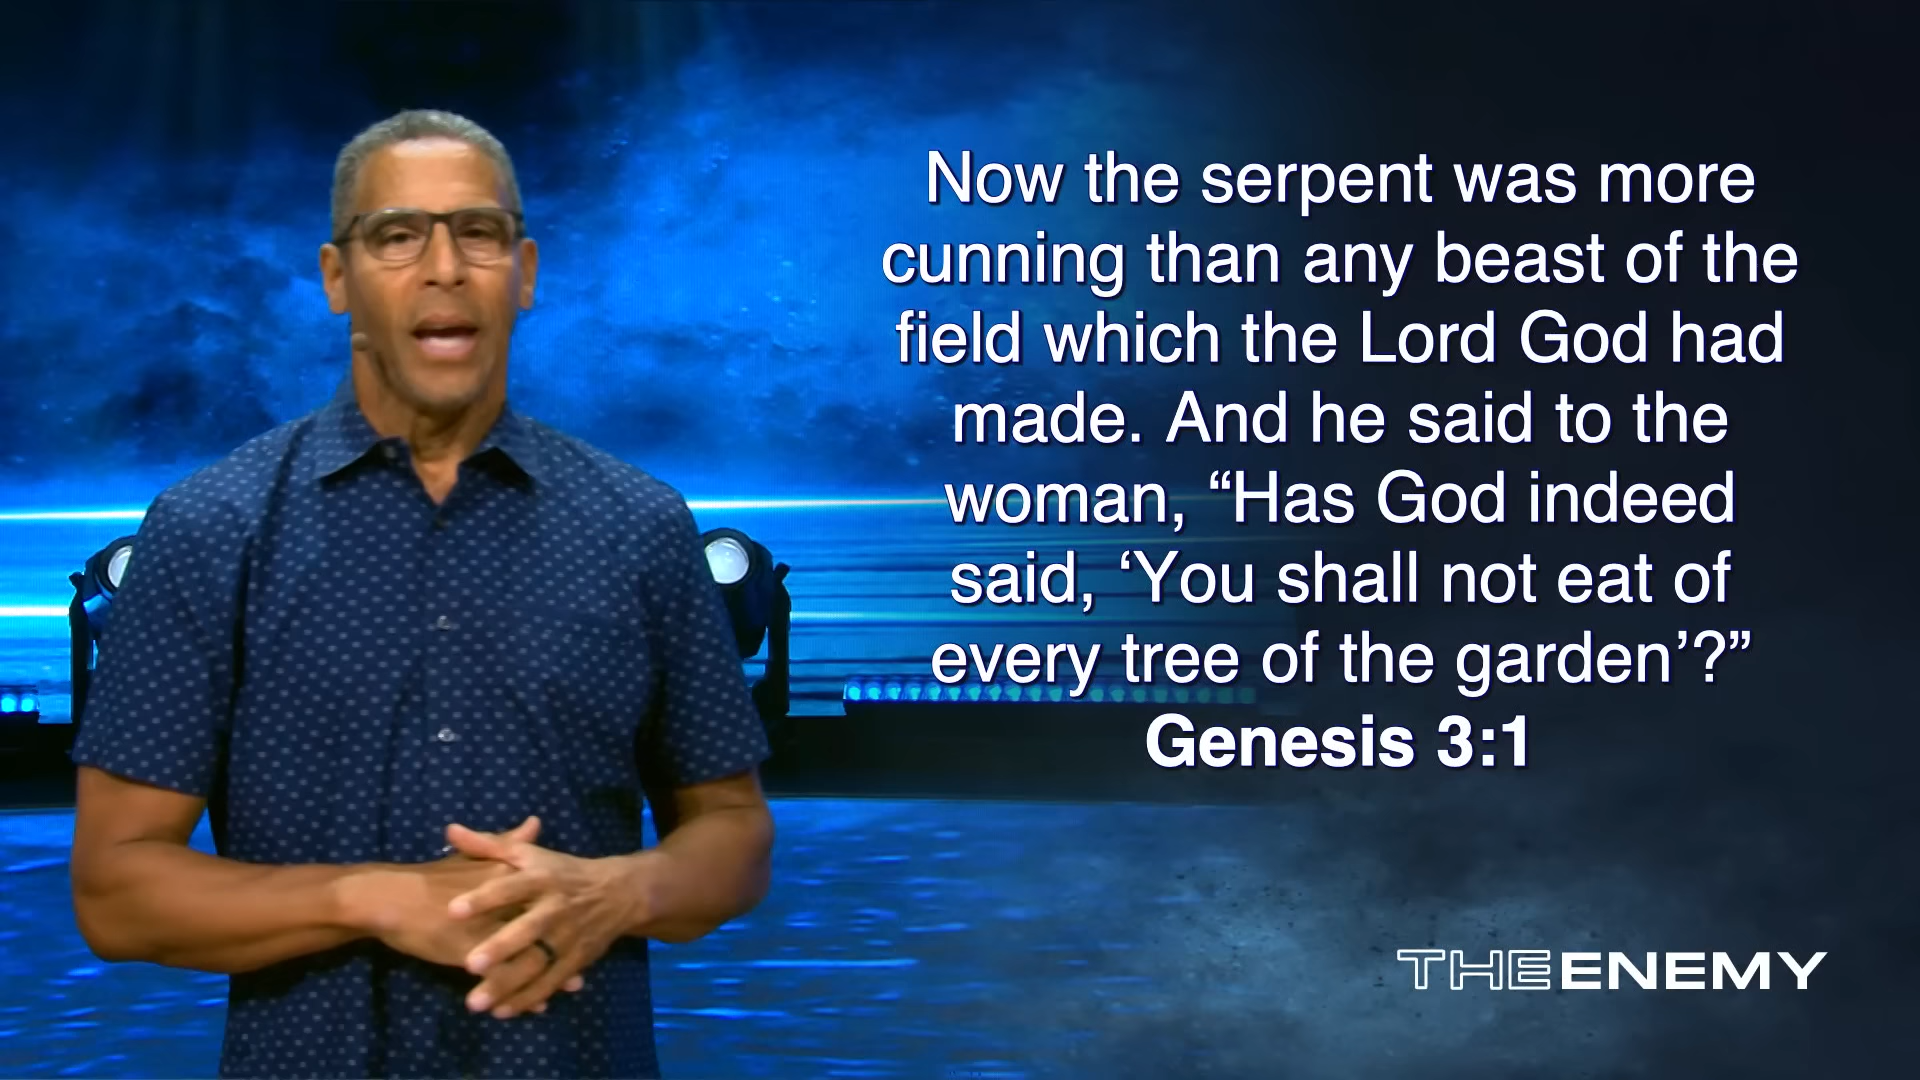 Now the serpent was more
cunning than any beast of the
field which the Lord God had
made. And he said to the
woman, “Has God indeed
said, ‘You shall not eat of
every tree of the garden’?”
Genesis 3:1
THEENEMY